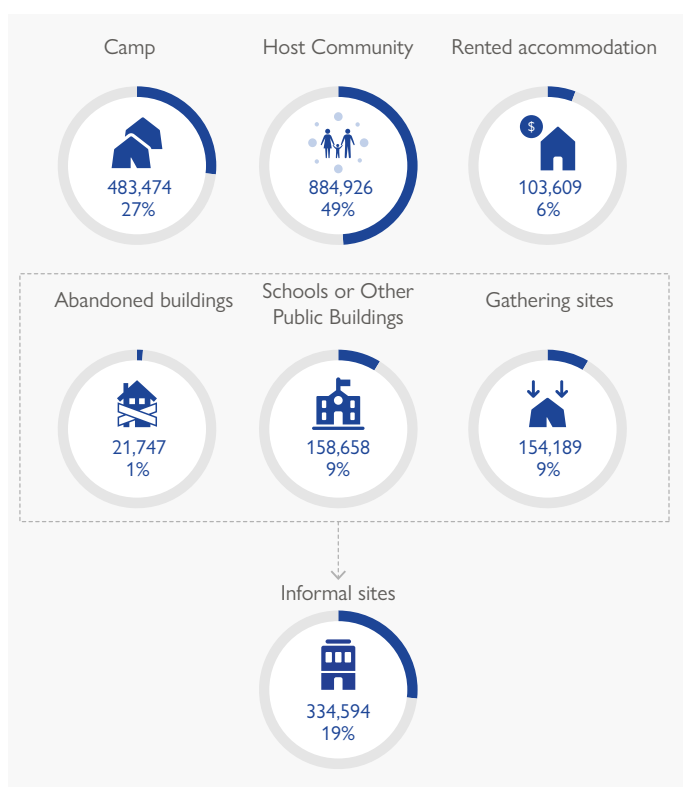 Camp
Host Community
Rented accommodation
$
483,474
27%
884,926
49%
103,609
6%
Abandoned buildings
Schools or Other
Public Buildings
Gathering sites
21,747
1%
158,658
9%
154,189
9%
Informal sites
334,594
19%